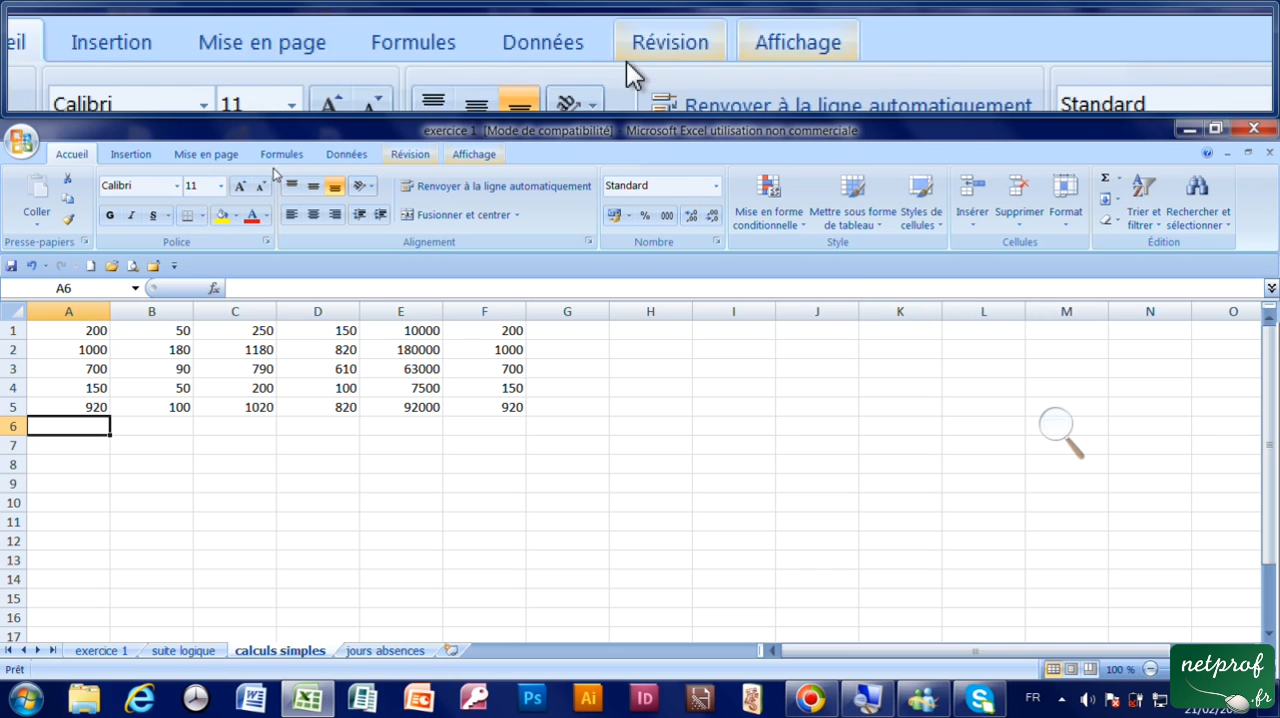 Insertion Mise en page Formules Données Révision Affichage
Calibri 11 Renvoyer à la ligne automatiquement Standard
exercice 1 [Mode de compatibilité] - Microsoft Excel utilisation non commerciale
Accueil Insertion Mise en page Formules Données Révision Affichage
Calibri 11 Renvoyer à la ligne automatiquement Standard
Coller G I S A Fusionner et centrer % 000
Mise en forme conditionnelle
Mettre sous forme de tableau
Styles de cellules
Insérer Supprimer Format
Trier et filtrer
Rechercher et sélectionner
Presse-papiers Police Alignement Nombre Style Cellules Édition
A6 fx
A B C D E F G H I J K L M N O
1 200 50 250 150 10000 200
2 1000 180 1180 820 180000 1000
3 700 90 790 610 63000 700
4 150 50 200 100 7500 150
5 920 100 1020 820 92000 920
6
7
8
9
10
11
12
13
14
15
16
17
exercice 1 suite logique calculs simples jours absences
Prêt 100 %
Ps Ai ID FR
netprof
.fr